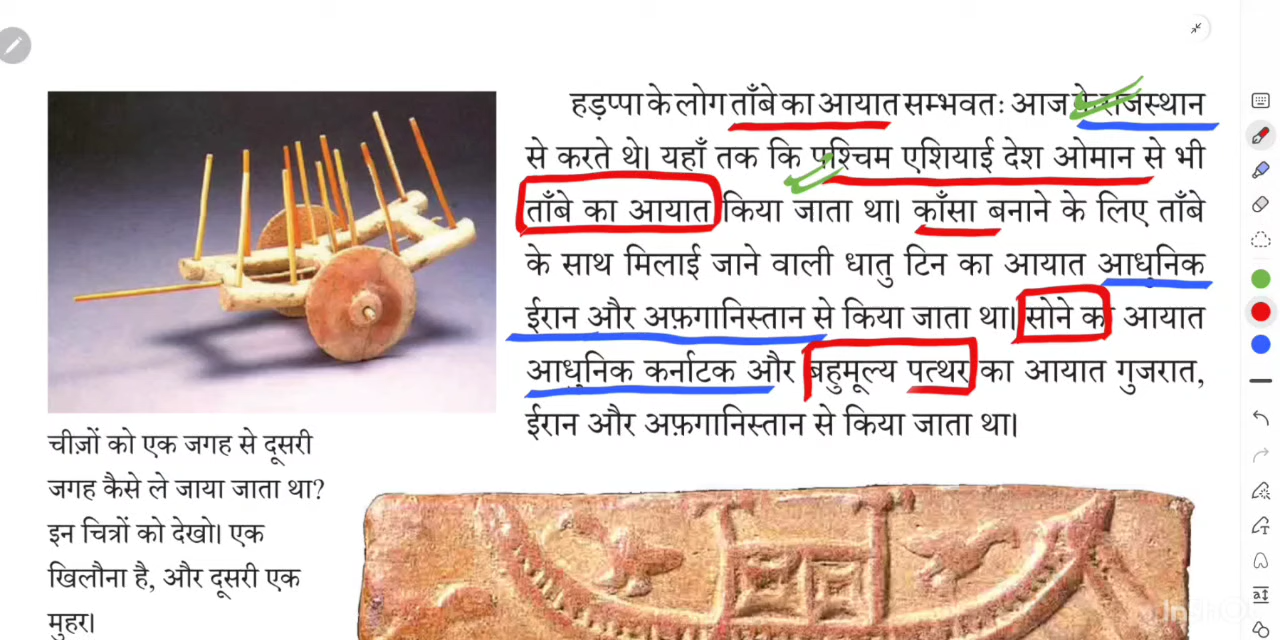 हड़प्पा के लोग ताँबे का आयात सम्भवतः आज के राजस्थान
से करते थे। यहाँ तक कि पश्चिम एशियाई देश ओमान से भी
ताँबे का आयात किया जाता था। काँसा बनाने के लिए ताँबे
के साथ मिलाई जाने वाली धातु टिन का आयात आधुनिक
ईरान और अफ़गानिस्तान से किया जाता था। सोने का आयात
आधुनिक कर्नाटक और बहुमूल्य पत्थर का आयात गुजरात,
ईरान और अफ़गानिस्तान से किया जाता था।
चीज़ों को एक जगह से दूसरी
जगह कैसे ले जाया जाता था?
इन चित्रों को देखो। एक
खिलौना है, और दूसरी एक
मुहर।